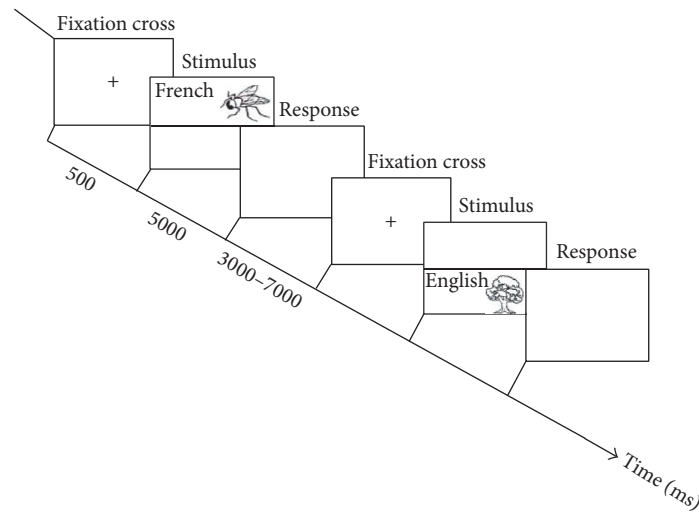 Fixation cross
Stimulus
+
French
Response
500
5000
3000–7000
Fixation cross
+
Stimulus
English
Response
Time (ms)